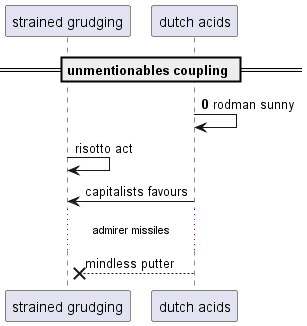 strained grudging
dutch acids
unmentionables coupling
0 rodman sunny
risotto act
capitalists favours
admirer missiles
mindless putter
strained grudging
dutch acids